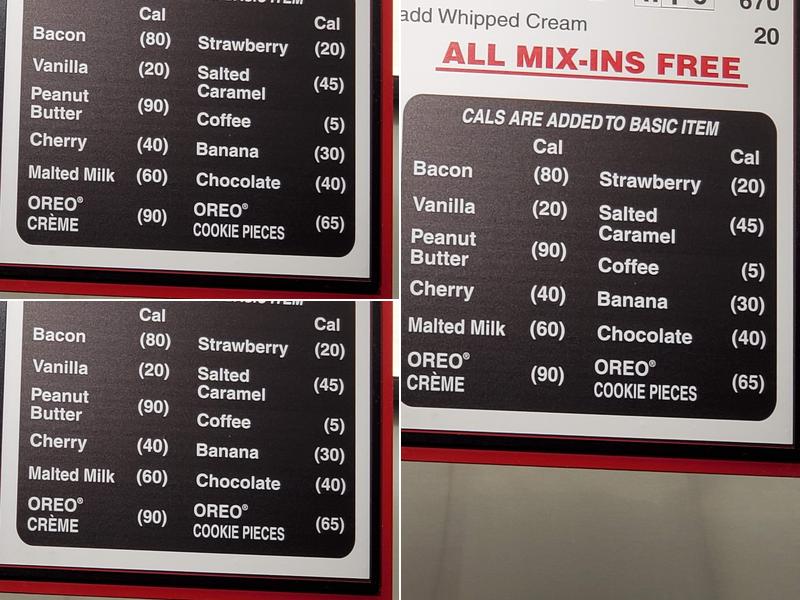 BASIC ITEM
Cal Cal
Bacon (80) Strawberry (20)
Vanilla (20) Salted
Caramel (45)
Peanut
Butter (90) Coffee (5)
Cherry (40) Banana (30)
Malted Milk (60) Chocolate (40)
OREO® OREO®
CRÈME (90) COOKIE PIECES (65)
BASIC ITEM
Cal Cal
Bacon (80) Strawberry (20)
Vanilla (20) Salted
Caramel (45)
Peanut
Butter (90) Coffee (5)
Cherry (40) Banana (30)
Malted Milk (60) Chocolate (40)
OREO® OREO®
CRÈME (90) COOKIE PIECES (65)
670
add Whipped Cream 20
ALL MIX-INS FREE
CALS ARE ADDED TO BASIC ITEM
Cal Cal
Bacon (80) Strawberry (20)
Vanilla (20) Salted
Caramel (45)
Peanut
Butter (90) Coffee (5)
Cherry (40) Banana (30)
Malted Milk (60) Chocolate (40)
OREO® OREO®
CRÈME (90) COOKIE PIECES (65)